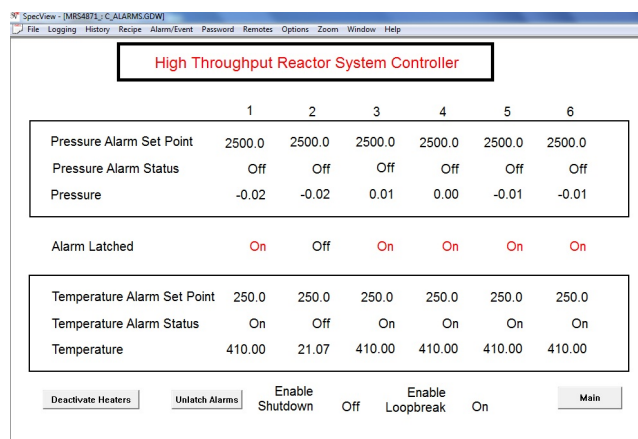 SpecView - [MRS4871_: C_ALARMS.GDW]
File Logging History Recipe Alarm/Event Password Remotes Options Zoom Window Help
High Throughput Reactor System Controller
1 2 3 4 5 6
Pressure Alarm Set Point 2500.0 2500.0 2500.0 2500.0 2500.0 2500.0
Pressure Alarm Status Off Off Off Off Off Off
Pressure -0.02 -0.02 0.01 0.00 -0.01 -0.01
Alarm Latched On Off On On On On
Temperature Alarm Set Point 250.0 250.0 250.0 250.0 250.0 250.0
Temperature Alarm Status On Off On On On On
Temperature 410.00 21.07 410.00 410.00 410.00 410.00
Deactivate Heaters Unlatch Alarms Enable Shutdown Off Enable Loopbreak On Main